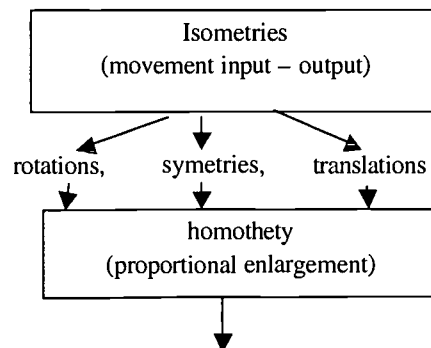 Isometries
(movement input – output)
rotations, symetries, translations
homothety
(proportional enlargement)